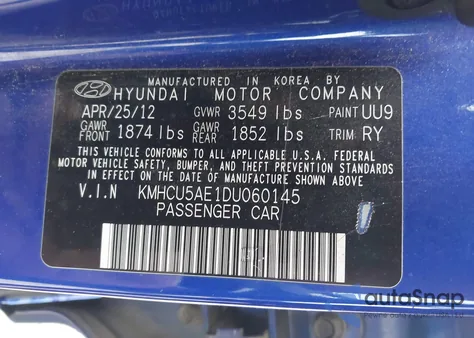 HYUNDAI M
MANUFACTURED IN KOREA BY
HYUNDAI MOTOR COMPANY
APR/25/12 GVWR 3549 lbs PAINT UU9
GAWR FRONT 1874 lbs GAWR REAR 1852 lbs TRIM RY
THIS VEHICLE CONFORMS TO ALL APPLICABLE U.S.A. FEDERAL
MOTOR VEHICLE SAFETY, BUMPER, AND THEFT PREVENTION
STANDARDS IN EFFECT ON THE DATE OF MANUFACTURE SHOWN ABOVE.
V.I.N KMHCU5AE1DU060145
PASSENGER CAR
autoSnap